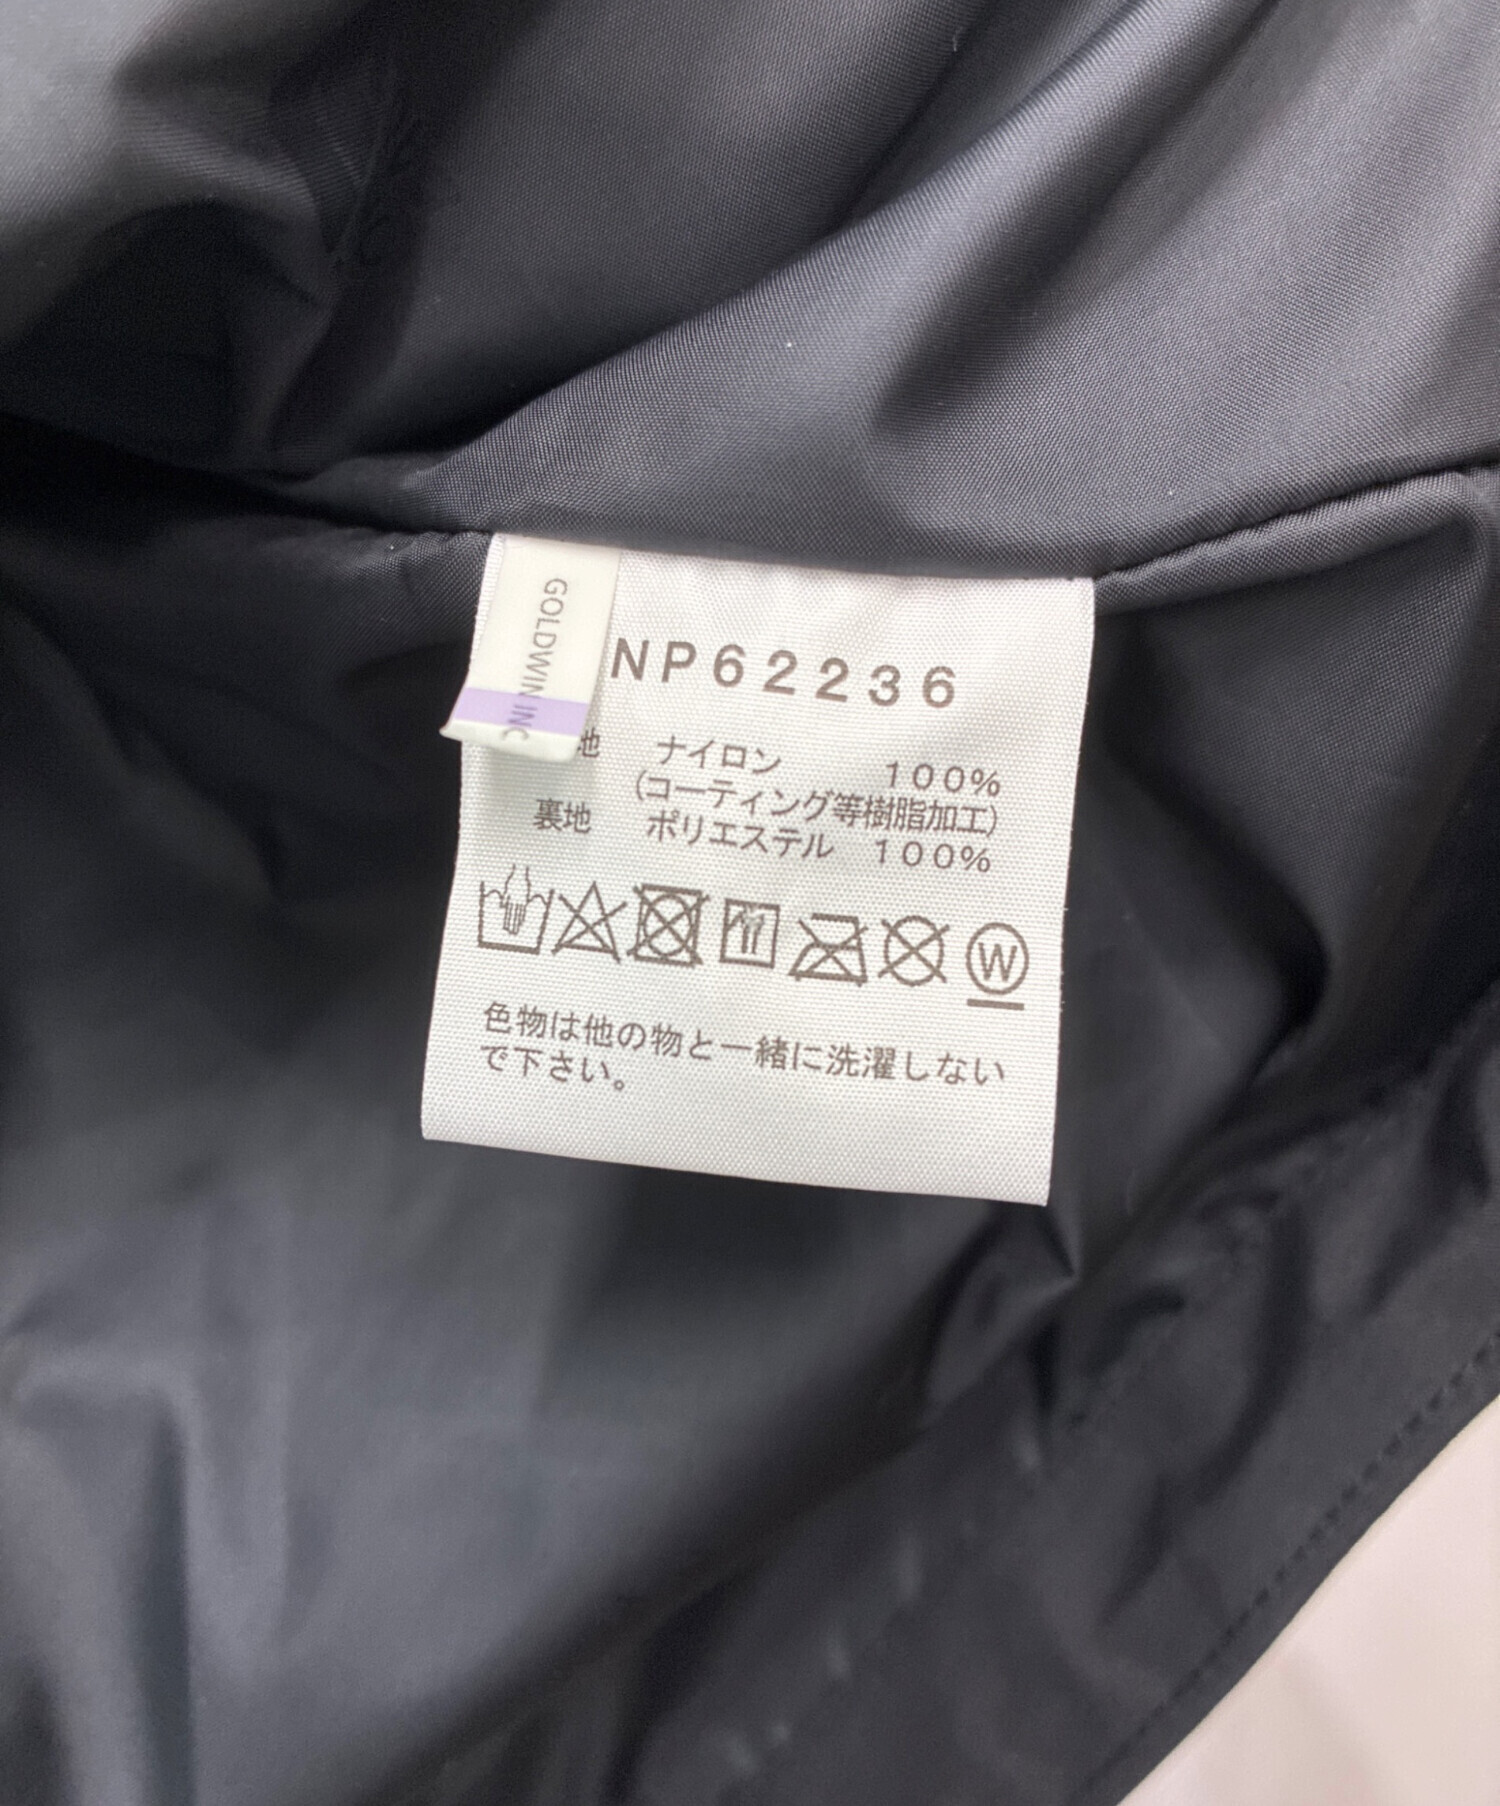 GOLDWIN INC
NP62236
地 ナイロン 100%
(コーティング等樹脂加工)
裏地 ポリエステル 100%
W
色物は他の物と一緒に洗濯しない
で下さい。